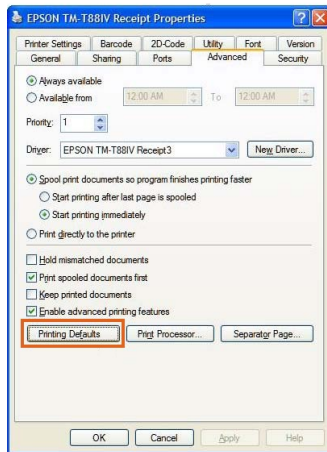 EPSON TM-T88IV Receipt Properties
Printer Settings Barcode 2D-Code Utility Font Version
General Sharing Ports Advanced Security
Always available
Available from 12:00 AM To 12:00 AM
Priority: 1
Driver: EPSON TM-T88IV Receipt3 New Driver...
Spool print documents so program finishes printing faster
Start printing after last page is spooled
Start printing immediately
Print directly to the printer
Hold mismatched documents
Print spooled documents first
Keep printed documents
Enable advanced printing features
Printing Defaults Print Processor... Separator Page...
OK Cancel Apply Help